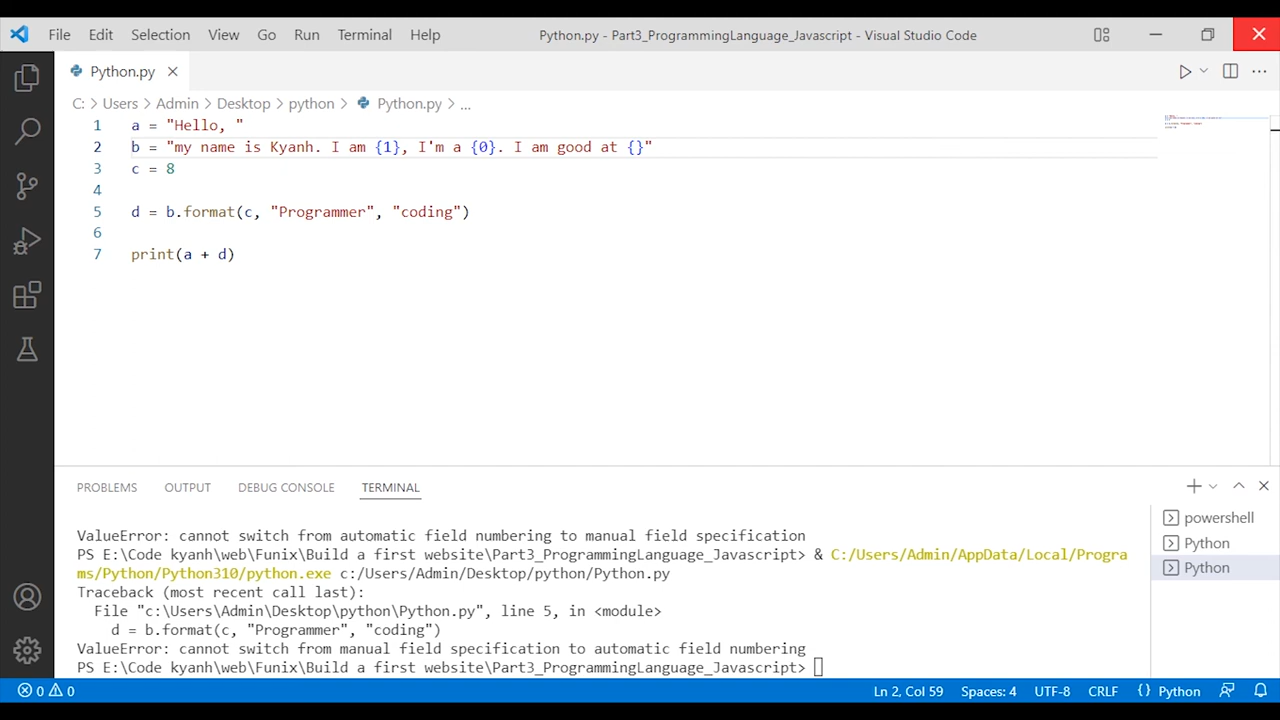 File Edit Selection View Go Run Terminal Help Python.py - Part3_ProgrammingLanguage_Javascript - Visual Studio Code
Python.py
C: > Users > Admin > Desktop > python > Python.py > ...
1 a = "Hello, "
2 b = "my name is Kyanh. I am {1}, I'm a {0}. I am good at {}"
3 c = 8
4
5 d = b.format(c, "Programmer", "coding")
6
7 print(a + d)
PROBLEMS OUTPUT DEBUG CONSOLE TERMINAL
ValueError: cannot switch from automatic field numbering to manual field specification
PS E:\Code kyanh\web\Funix\Build a first website\Part3_ProgrammingLanguage_Javascript> & C:/Users/Admin/AppData/Local/Progra
ms/Python/Python310/python.exe c:/Users/Admin/Desktop/python/Python.py
Traceback (most recent call last):
File "c:\Users\Admin\Desktop\python\Python.py", line 5, in <module>
d = b.format(c, "Programmer", "coding")
ValueError: cannot switch from manual field specification to automatic field numbering
PS E:\Code kyanh\web\Funix\Build a first website\Part3_ProgrammingLanguage_Javascript>
powershell
Python
Python
0 0 Ln 2, Col 59 Spaces: 4 UTF-8 CRLF {} Python